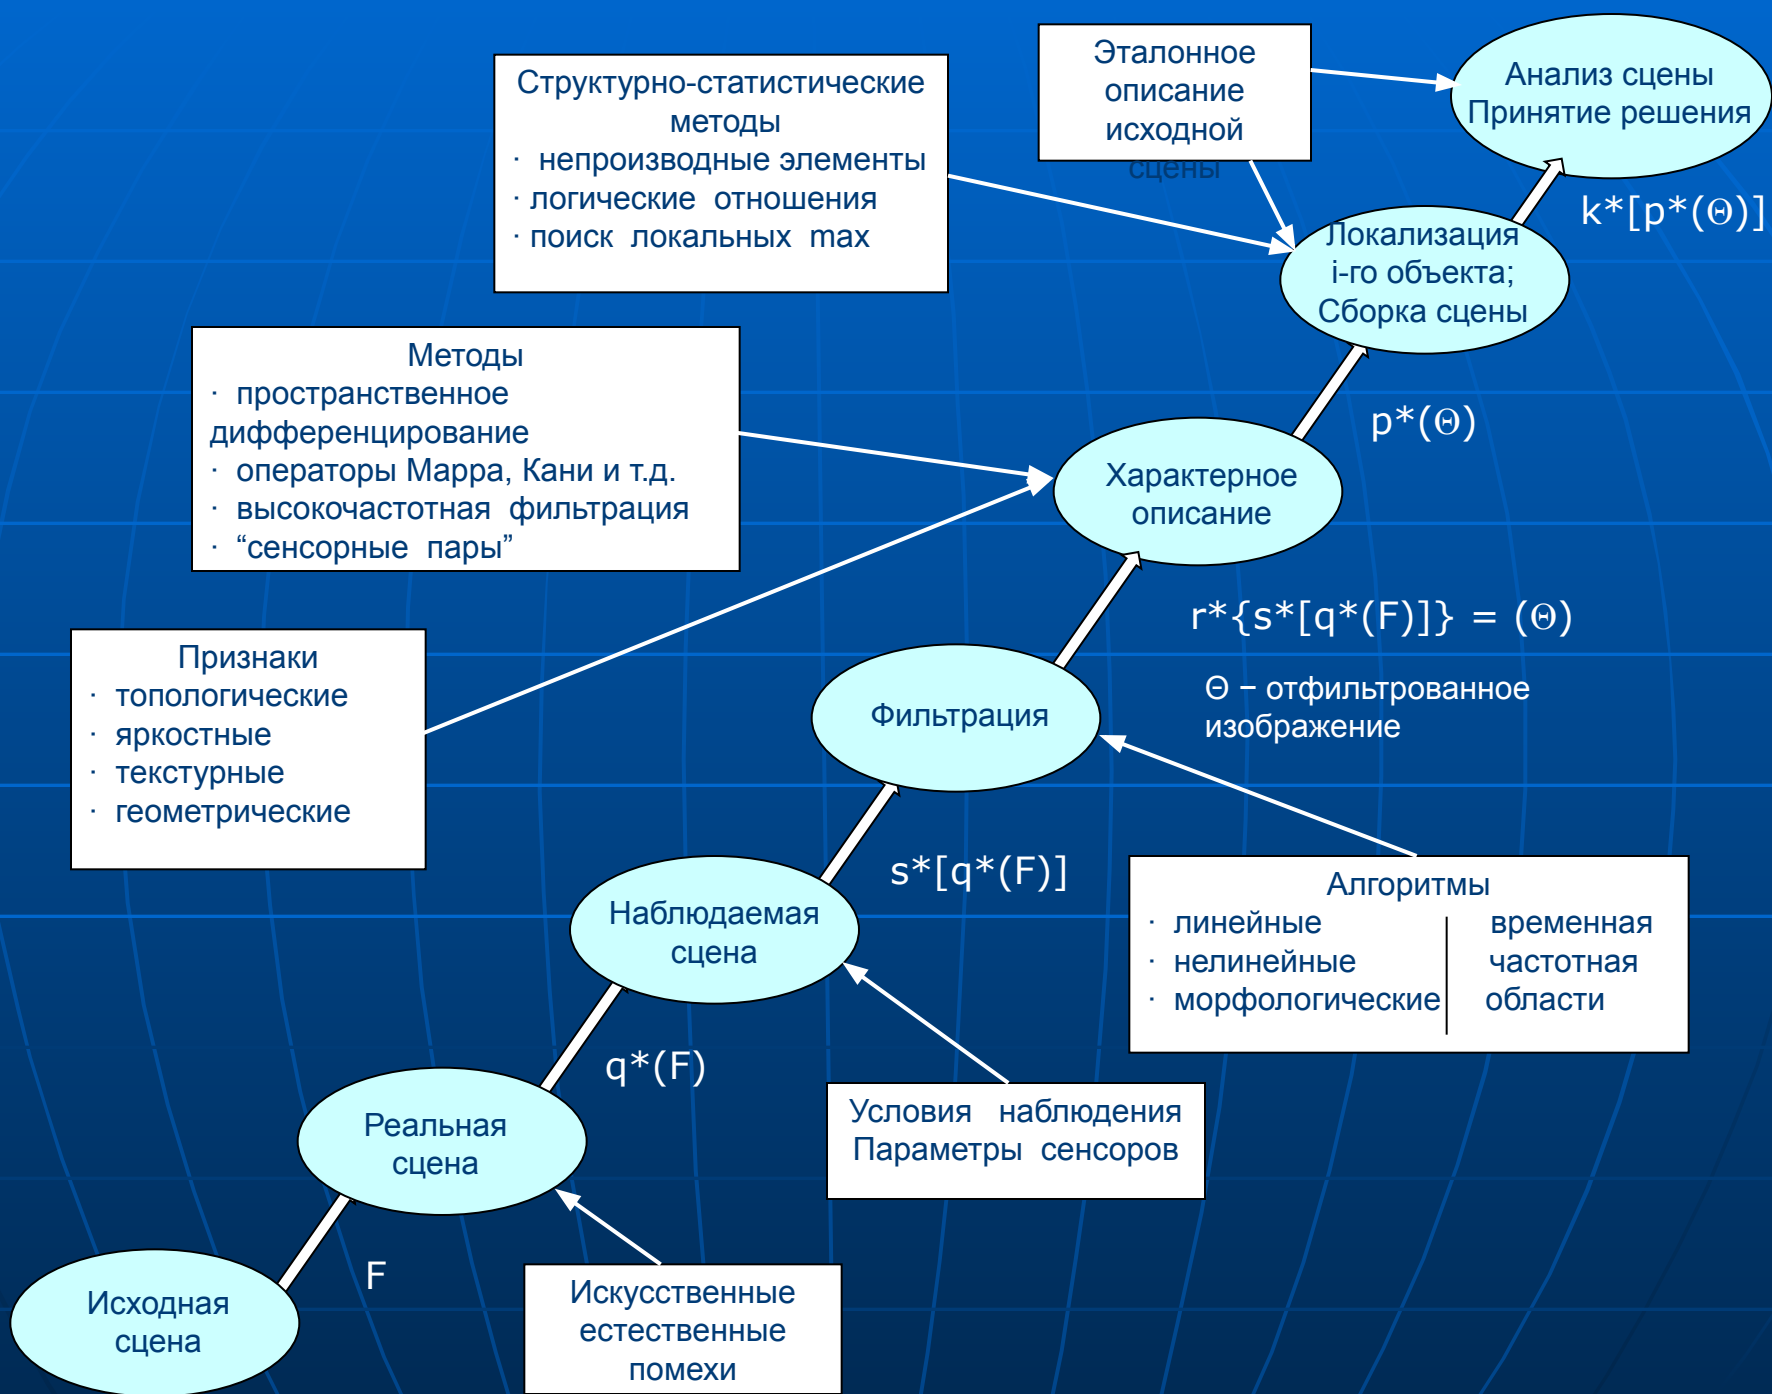 Эталонное
описание
исходной
сцены
Анализ сцены
Принятие решения
Структурно-статистические
методы
· непроизводные элементы
· логические отношения
· поиск локальных max
k*[p*(Θ)]
Локализация
i-го объекта;
Сборка сцены
Методы
· пространственное
дифференцирование
· операторы Марра, Кани и т.д.
· высокочастотная фильтрация
· “сенсорные пары”
p*(Θ)
Характерное
описание
r*{s*[q*(F)]} = (Θ)
Θ – отфильтрованное
изображение
Признаки
· топологические
· яркостные
· текстурные
· геометрические
Фильтрация
s*[q*(F)]
Алгоритмы
· линейные временная
· нелинейные частотная
· морфологические области
Наблюдаемая
сцена
q*(F)
Условия наблюдения
Параметры сенсоров
Реальная
сцена
F
Искусственные
естественные
помехи
Исходная
сцена